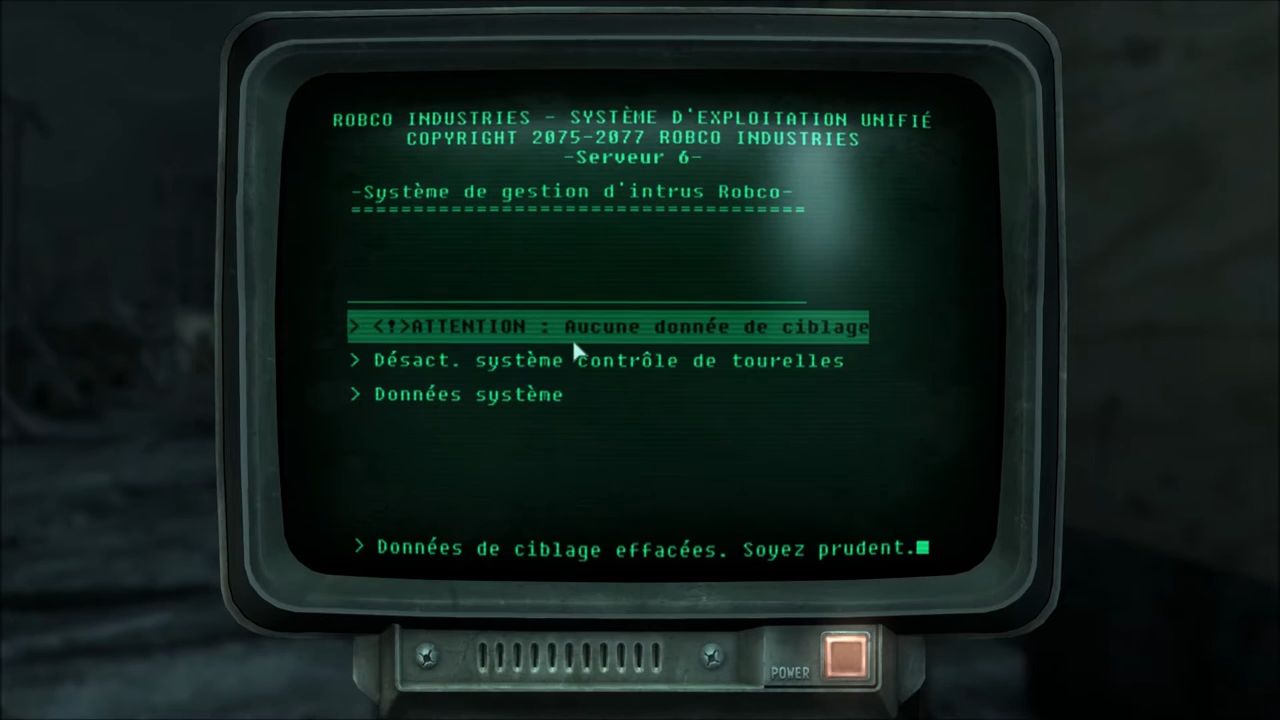 ROBCO INDUSTRIES - SYSTÈME D'EXPLOITATION UNIFIÉ
COPYRIGHT 2075-2077 ROBCO INDUSTRIES
-Serveur 6-
-Système de gestion d'intrus Robco-
====================================
> <!>ATTENTION : Aucune donnée de ciblage
> Désact. système contrôle de tourelles
> Données système
> Données de ciblage effacées. Soyez prudent.
POWER